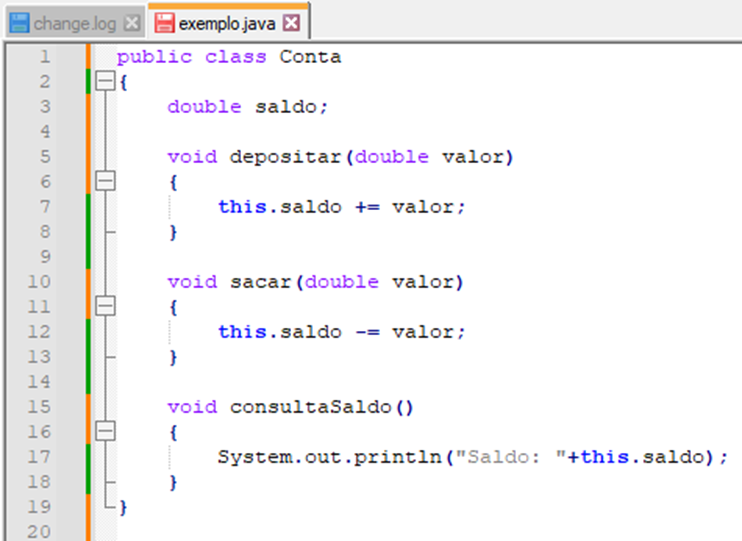 change.log exemplo.java
1 public class Conta
2 {
3 double saldo;
4
5 void depositar(double valor)
6 {
7 this.saldo += valor;
8 }
9
10 void sacar(double valor)
11 {
12 this.saldo -= valor;
13 }
14
15 void consultaSaldo()
16 {
17 System.out.println("Saldo: "+this.saldo);
18 }
19 }
20